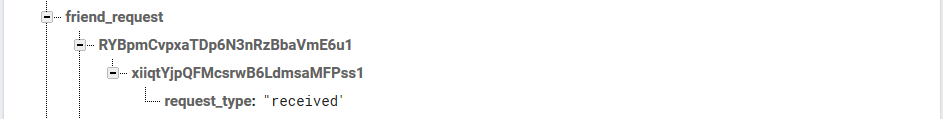 friend_request
RYBpmCvpxaTDp6N3nRzBbaVmE6u1
xiiqtYjpQFMcsrwB6LdmsaMFPss1
request_type: "received'